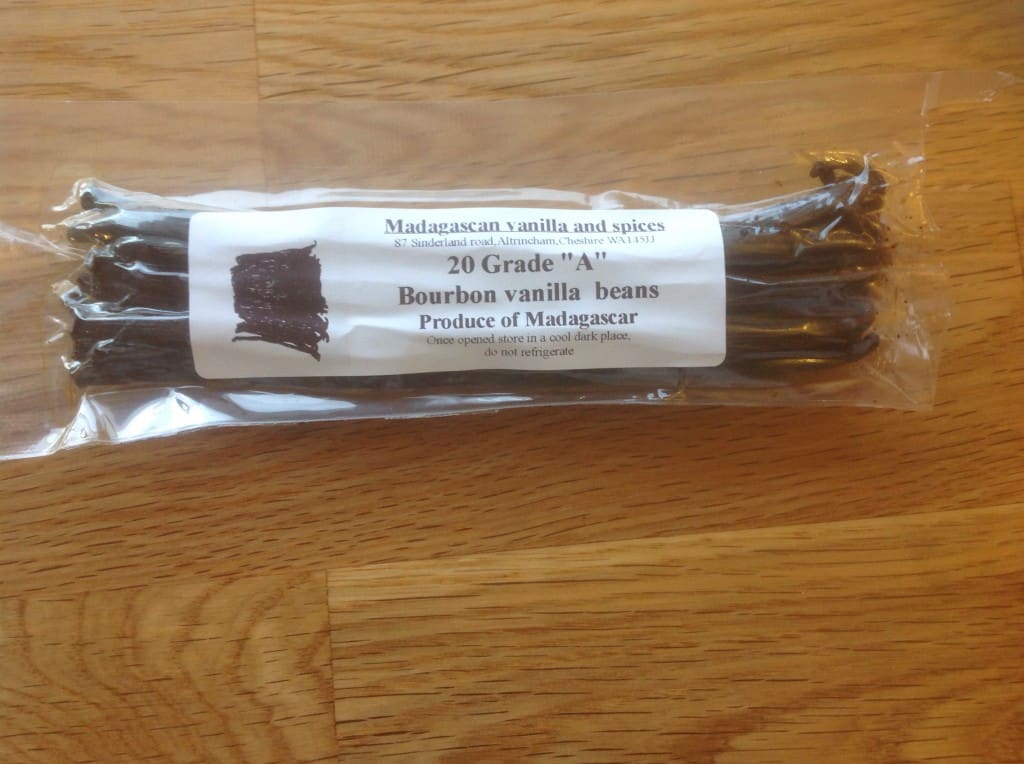 Madagascan vanilla and spices
87 Sinderland road,Altrincham,Cheshire WA145JJ
20 Grade "A"
Bourbon vanilla beans
Produce of Madagascar
Once opened store in a cool dark place,
do not refrigerate